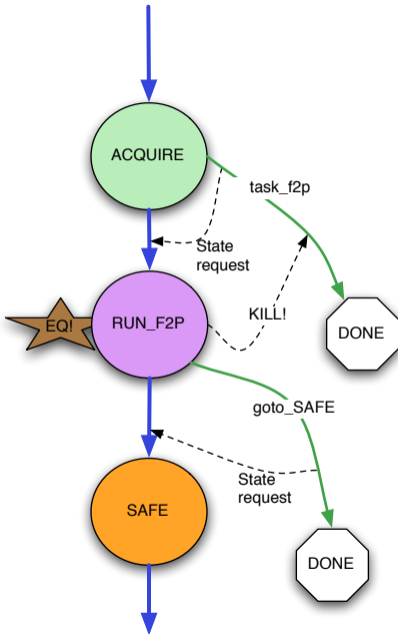 ACQUIRE
task_f2p
State
request
EQ!
RUN_F2P
KILL!
DONE
goto_SAFE
State
request
SAFE
DONE